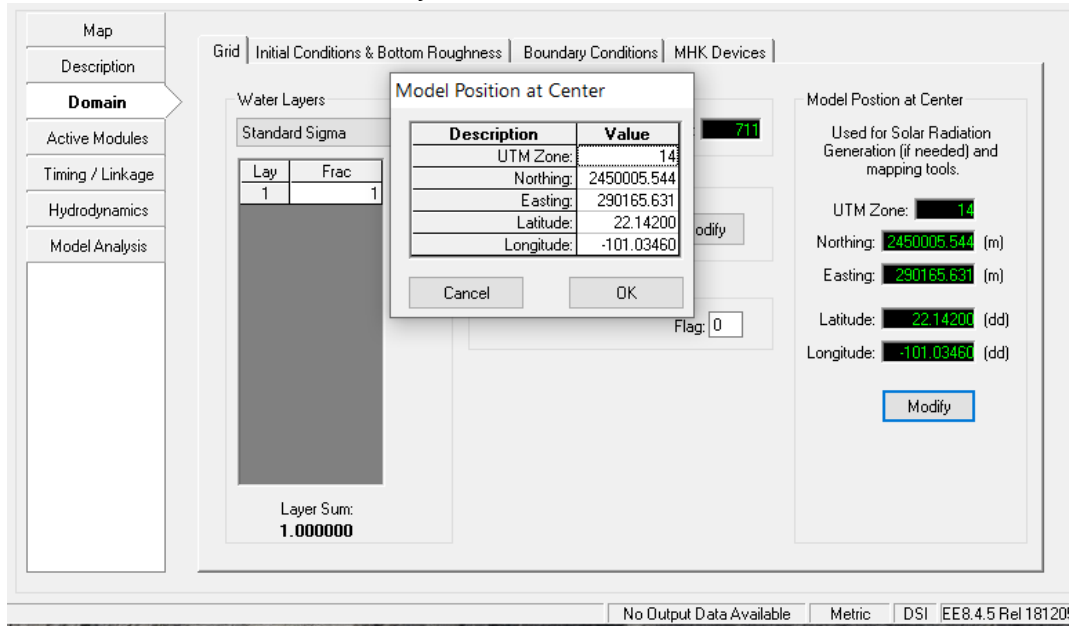 Map
Description
Domain
Active Modules
Timing / Linkage
Hydrodynamics
Model Analysis
Grid Initial Conditions & Bottom Roughness Boundary Conditions MHK Devices
Water Layers
Standard Sigma
Lay Frac
1 1
Layer Sum:
1.000000
Model Position at Center
Description Value
UTM Zone: 14
Northing: 2450005.544
Easting: 290165.631
Latitude: 22.14200
Longitude: -101.03460
Cancel OK
711
odify
Flag: 0
Model Postion at Center
Used for Solar Radiation
Generation (if needed) and
mapping tools.
UTM Zone: 14
Northing: 2450005.544 (m)
Easting: 290165.631 (m)
Latitude: 22.14200 (dd)
Longitude: -101.03460 (dd)
Modify
No Output Data Available Metric DSI EE8.4.5 Rel 181205